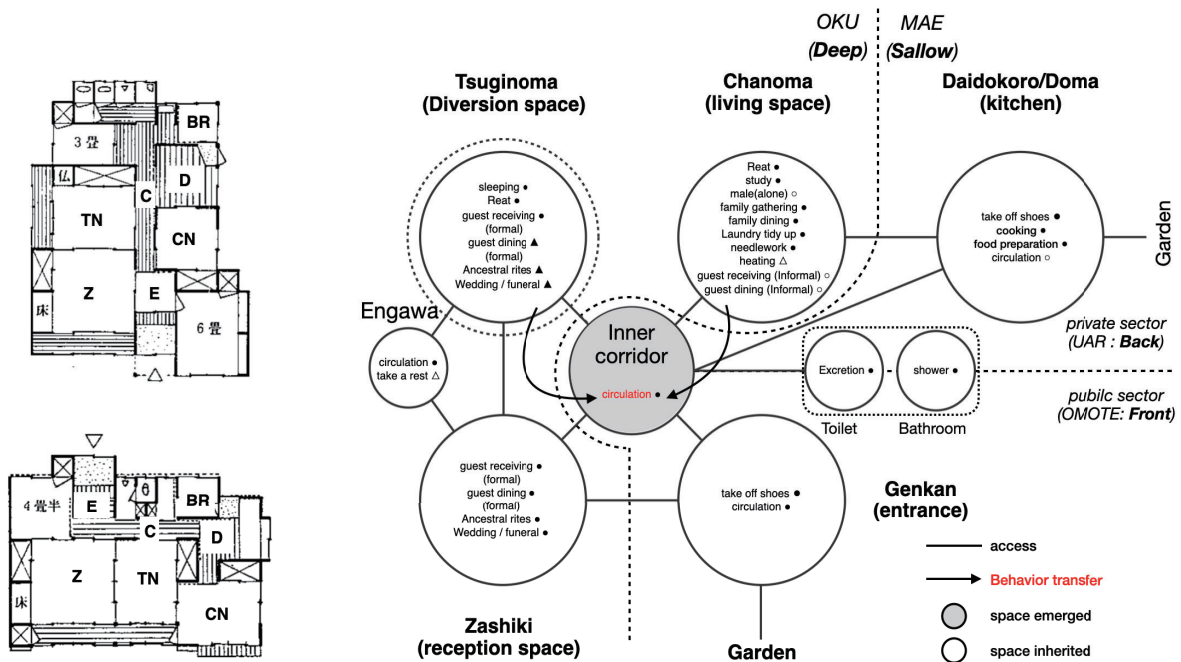 BR
3 畳
D
仏
C
TN
CN
Z
E
床
6 畳
4 畳半
E
BR
C
D
Z
TN
床
CN
OKU
(Deep)
MAE
(Sallow)
Tsuginoma
(Diversion space)
Chanoma
(living space)
Daidokoro/Doma
(kitchen)
sleeping ●
Reat ●
guest receiving ●
(formal)
guest dining ▲
(formal)
Ancestral rites ▲
Wedding / funeral ▲
Reat ●
study ●
male(alone) ○
family gathering ●
family dining ●
Laundry tidy up ●
needlework ●
heating △
guest receiving (Informal) ○
guest dining (Informal) ○
take off shoes ●
cooking ●
food preparation ●
circulation ○
Garden
Engawa
circulation ●
take a rest △
Inner
corridor
circulation ●
private sector
(UAR : Back)
Excretion ●
shower ●
Toilet
Bathroom
pubilc sector
(OMOTE: Front)
guest receiving ●
(formal)
guest dining ●
(formal)
Ancestral rites ●
Wedding / funeral ●
take off shoes ●
circulation ●
Genkan
(entrance)
Zashiki
(reception space)
Garden
access
Behavior transfer
space emerged
space inherited